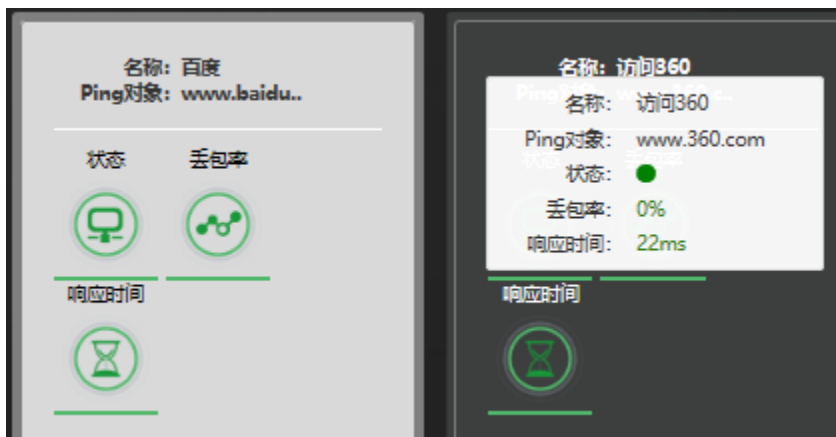 名称: 百度
Ping对象: www.baidu..
状态 丢包率
响应时间
名称: 访问360
名称: 访问360
Ping对象: www.360.com
状态:
丢包率: 0%
响应时间: 22ms
响应时间